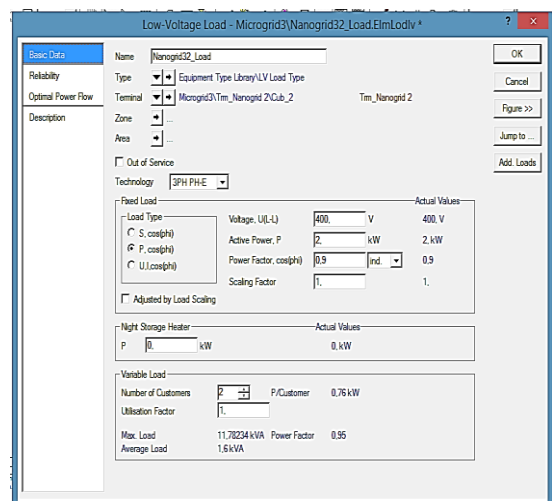 Low-Voltage Load - Microgrid3\Nanogrid32_Load.ElmLodlv *
? x
Basic Data
Reliability
Optimal Power Flow
Description
Name Nanogrid32_Load
Type Equipment Type Library\LV Load Type
Terminal Microgrid3\Trm_Nanogrid 2\Cub_2 Trm_Nanogrid 2
Zone ...
Area ...
Out of Service
Technology 3PH PH-E
OK
Cancel
Figure >>
Jump to ...
Add. Loads
Fixed Load Actual Values
Load Type
S, cos(phi)
P, cos(phi)
U,I,cos(phi)
Voltage, U(L-L) 400, V 400, V
Active Power, P 2, kW 2, kW
Power Factor, cos(phi) 0,9 ind. 0,9
Scaling Factor 1, 1,
Adjusted by Load Scaling
Night Storage Heater Actual Values
P 0, kW 0, kW
Variable Load
Number of Customers 2 P/Customer 0,76 kW
Utilisation Factor 1,
Max. Load 11,78234 kVA Power Factor 0,95
Average Load 1,6 kVA